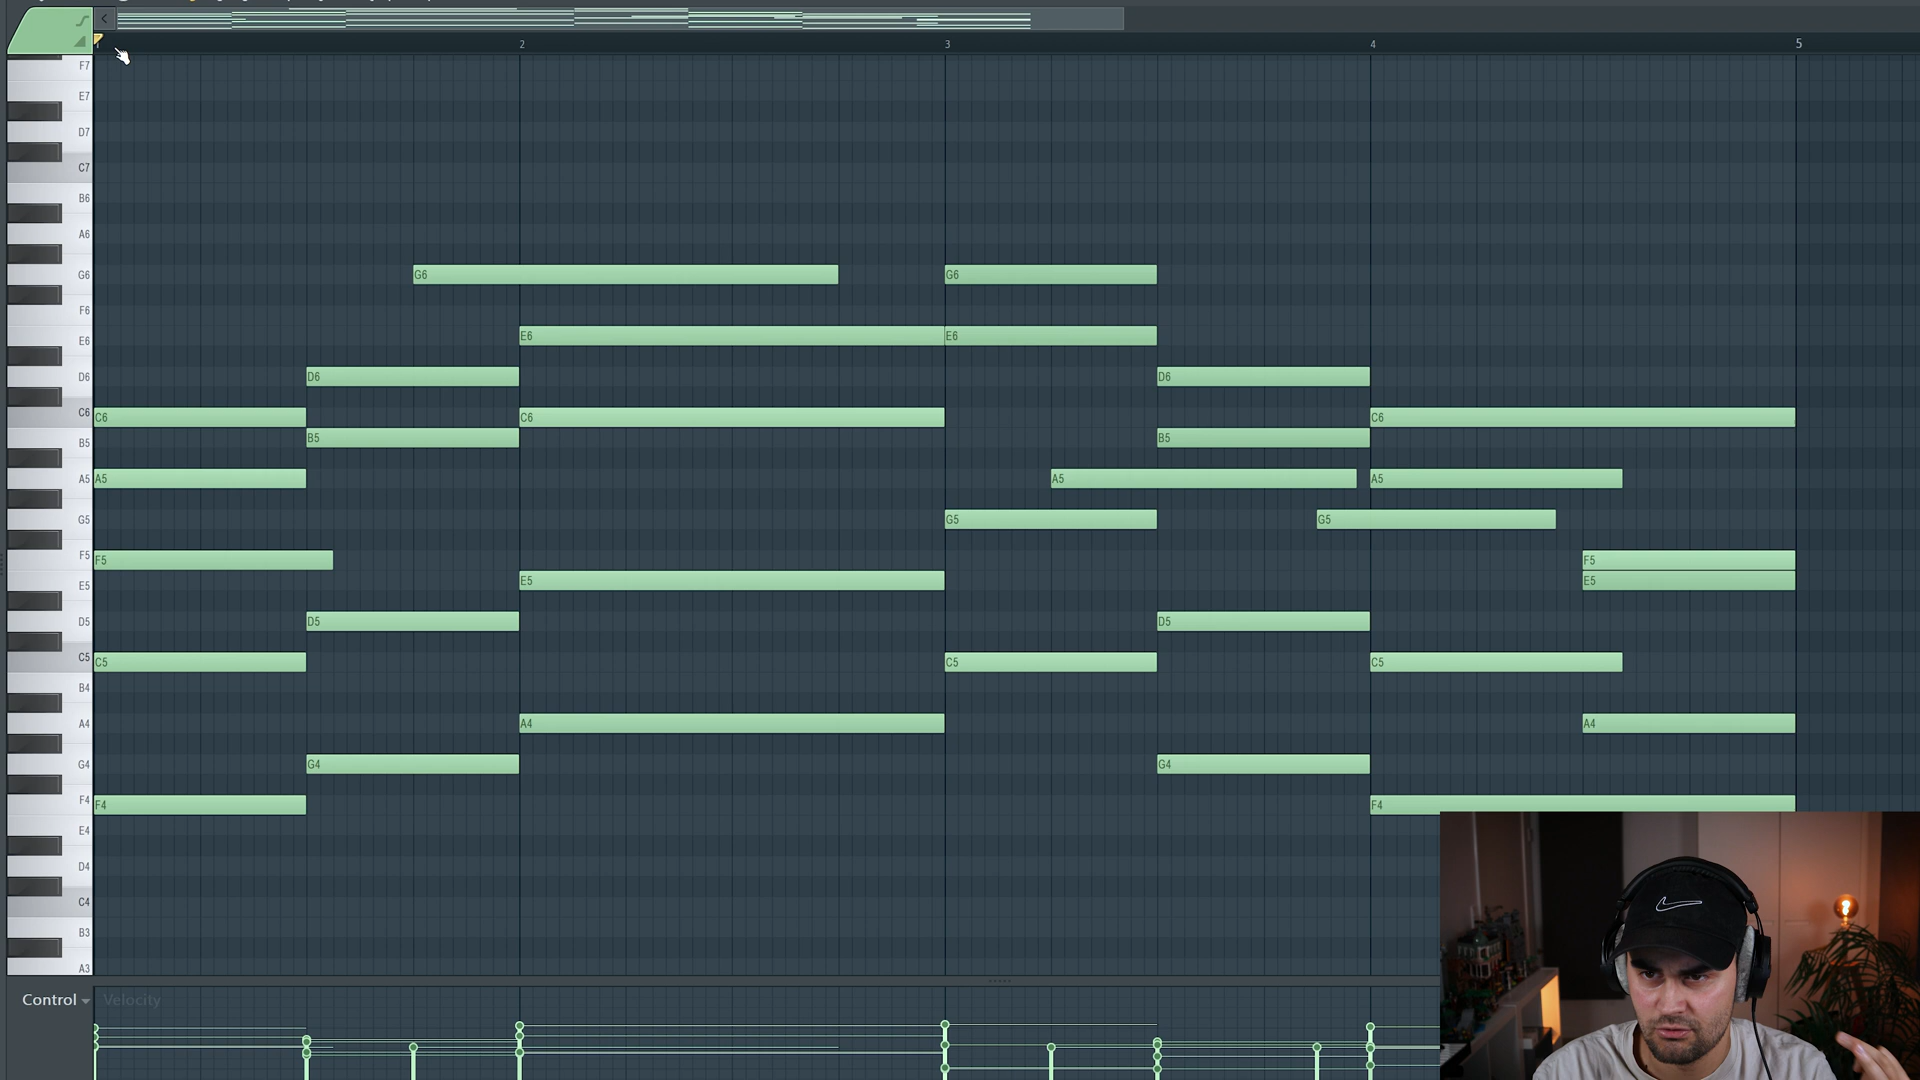 2 3 4 5
F7
E7
D7
C7
B6
A6
G6 G6 G6
F6
E6 E6 E6
D6 D6 D6
C6 C6 C6 C6
B5 B5 B5
A5 A5 A5 A5
G5 G5 G5
F5 F5 F5
E5 E5 E5
D5 D5 D5
C5 C5 C5 C5
B4
A4 A4 A4
G4 G4 G4
F4 F4 F4
E4
D4
C4
B3
A3
Control Velocity